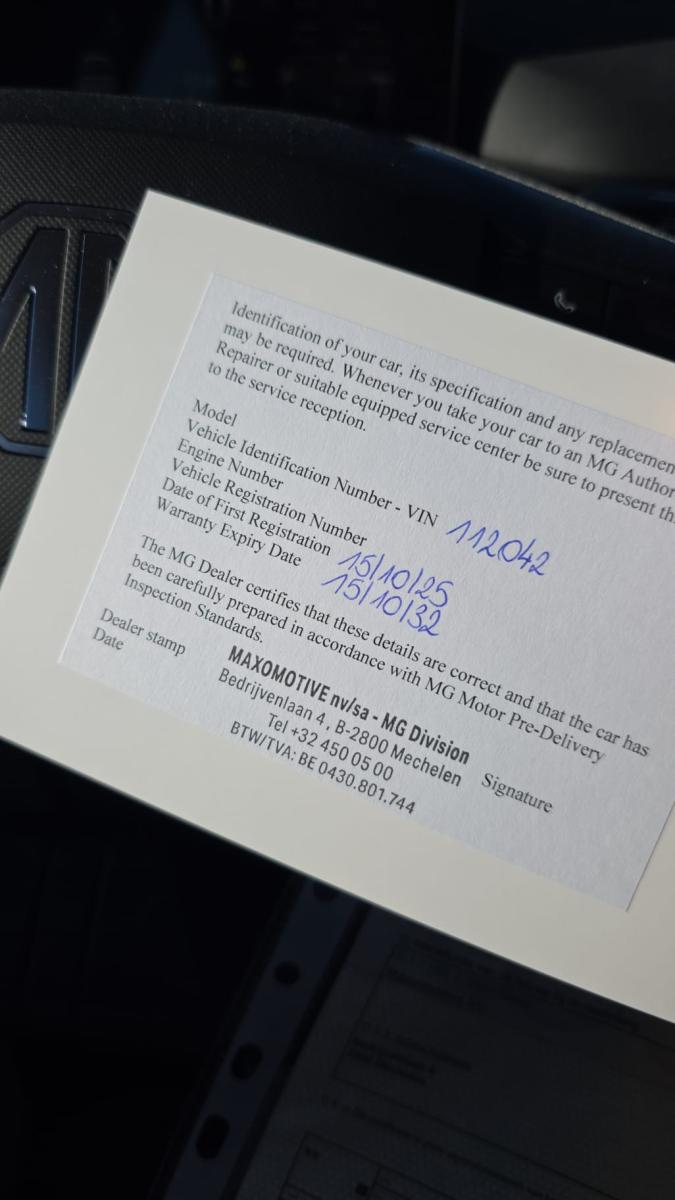 Identification of your car, its specification and any replacemen
may be required. Whenever you take your car to an MG Author
Repairer or suitable equipped service center be sure to present th
to the service reception.
Model
Vehicle Identification Number - VIN 112042
Engine Number
Vehicle Registration Number
Date of First Registration 15/10/25
Warranty Expiry Date 15/10/32
The MG Dealer certifies that these details are correct and that the car has
been carefully prepared in accordance with MG Motor Pre-Delivery
Inspection Standards.
Dealer stamp
Date
MAXOMOTIVE nv/sa - MG Division
Bedrijvenlaan 4, B-2800 Mechelen
Tel +32 450 05 00
BTW/TVA: BE 0430.801.744
Signature